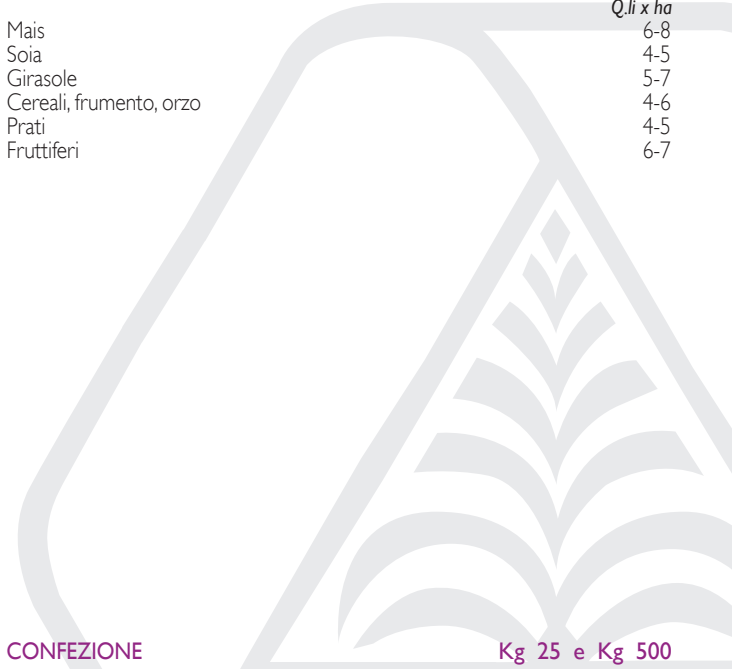 Q.li x ha
Mais 6-8
Soia 4-5
Girasole 5-7
Cereali, frumento, orzo 4-6
Prati 4-5
Fruttiferi 6-7
CONFEZIONE Kg 25 e Kg 500